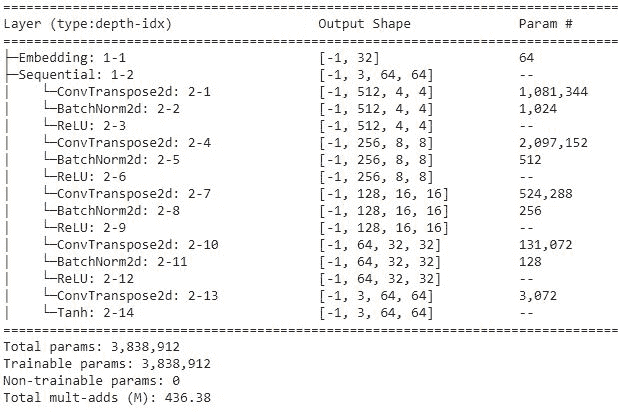 ==========================================================================================
Layer (type:depth-idx)                   Output Shape              Param #
==========================================================================================
├─Embedding: 1-1                         [-1, 32]                  64
├─Sequential: 1-2                        [-1, 3, 64, 64]           --
|    └─ConvTranspose2d: 2-1              [-1, 512, 4, 4]           1,081,344
|    └─BatchNorm2d: 2-2                  [-1, 512, 4, 4]           1,024
|    └─ReLU: 2-3                         [-1, 512, 4, 4]           --
|    └─ConvTranspose2d: 2-4              [-1, 256, 8, 8]           2,097,152
|    └─BatchNorm2d: 2-5                  [-1, 256, 8, 8]           512
|    └─ReLU: 2-6                         [-1, 256, 8, 8]           --
|    └─ConvTranspose2d: 2-7              [-1, 128, 16, 16]         524,288
|    └─BatchNorm2d: 2-8                  [-1, 128, 16, 16]         256
|    └─ReLU: 2-9                         [-1, 128, 16, 16]         --
|    └─ConvTranspose2d: 2-10             [-1, 64, 32, 32]          131,072
|    └─BatchNorm2d: 2-11                 [-1, 64, 32, 32]          128
|    └─ReLU: 2-12                        [-1, 64, 32, 32]          --
|    └─ConvTranspose2d: 2-13             [-1, 3, 64, 64]           3,072
|    └─Tanh: 2-14                        [-1, 3, 64, 64]           --
==========================================================================================
Total params: 3,838,912
Trainable params: 3,838,912
Non-trainable params: 0
Total mult-adds (M): 436.38